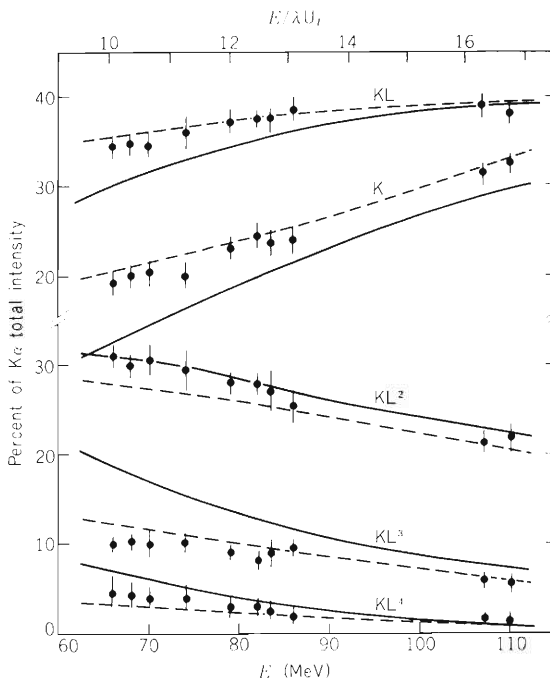 E/λU_I
10 12 14 16
KL
40
K
30
20
Percent of Kα total intensity
30
KL²
20
KL³
10
KL⁴
0
60 70 80 90 100 110
E (MeV)